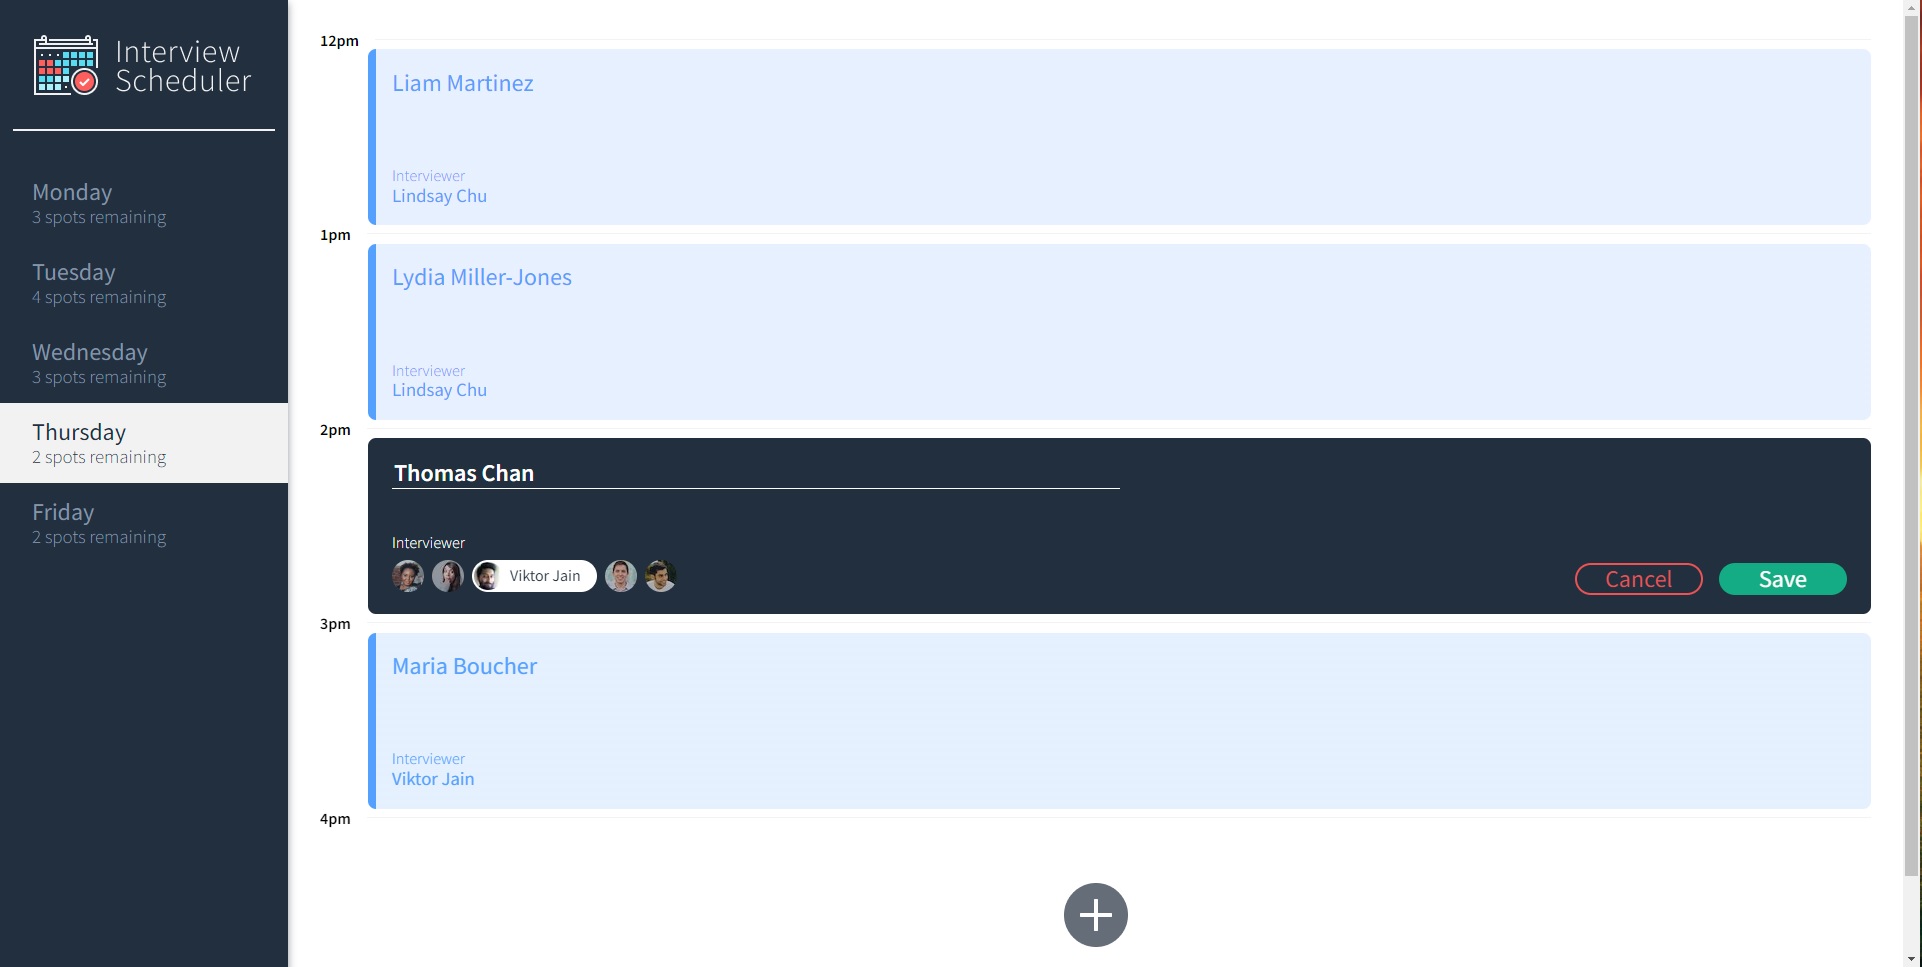 Interview
Scheduler
Monday
3 spots remaining
Tuesday
4 spots remaining
Wednesday
3 spots remaining
Thursday
2 spots remaining
Friday
2 spots remaining
12pm
Liam Martinez
Interviewer
Lindsay Chu
1pm
Lydia Miller-Jones
Interviewer
Lindsay Chu
2pm
Thomas Chan
Interviewer
Viktor Jain
Cancel
Save
3pm
Maria Boucher
Interviewer
Viktor Jain
4pm